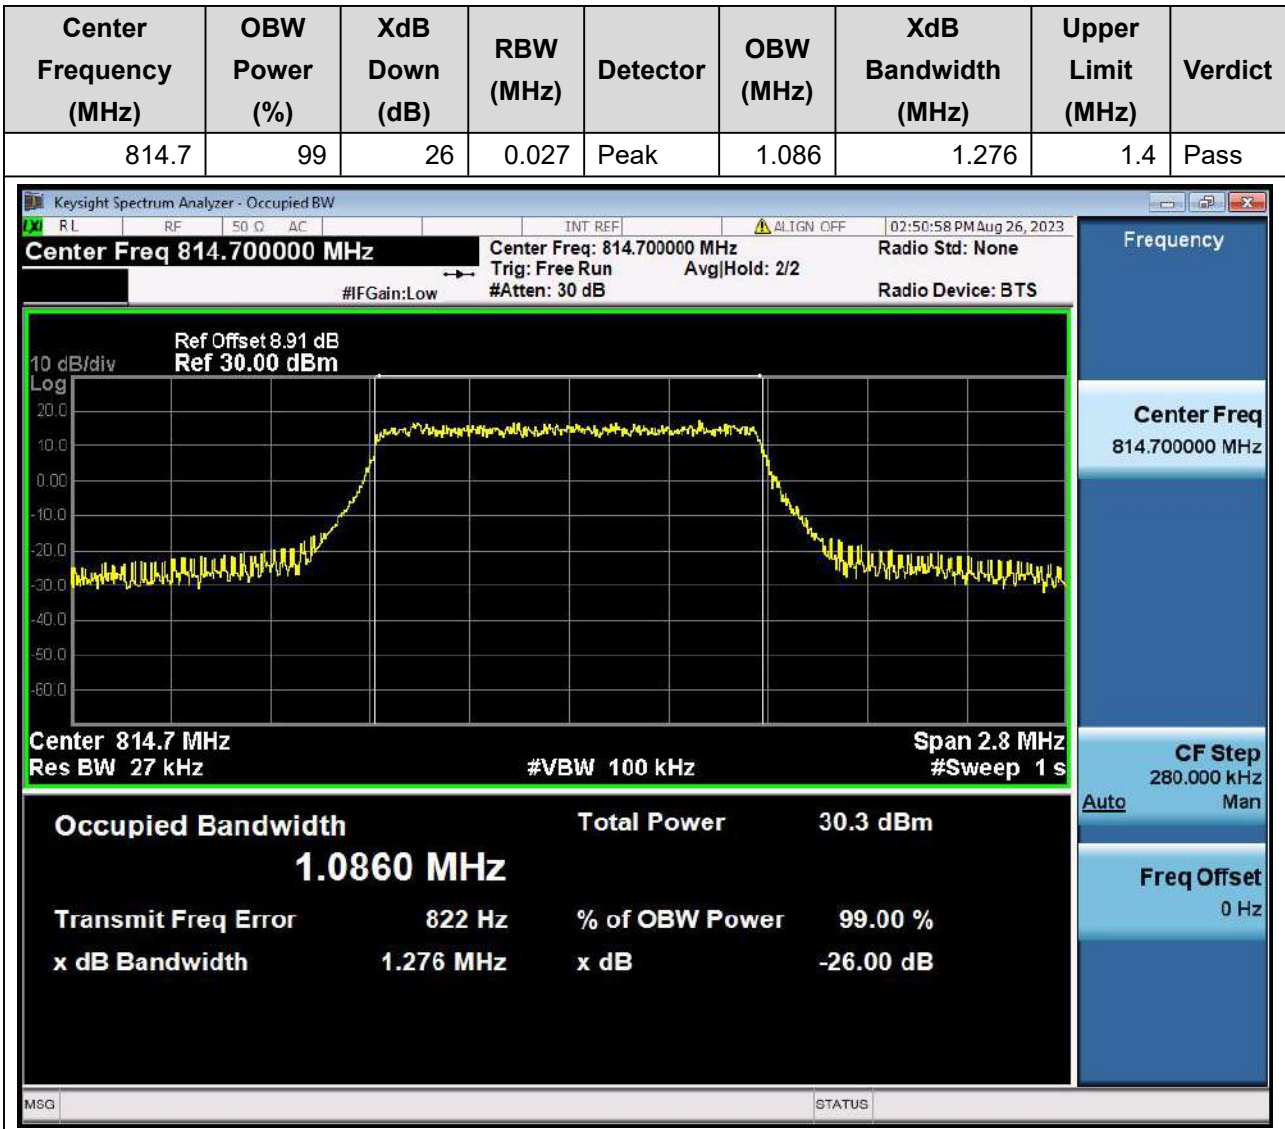 Center Frequency (MHz) OBW Power (%) XdB Down (dB) RBW (MHz) Detector OBW (MHz) XdB Bandwidth (MHz) Upper Limit (MHz) Verdict
814.7 99 26 0.027 Peak 1.086 1.276 1.4 Pass
Keysight Spectrum Analyzer - Occupied BW
LXI RL RF 50 Ω AC INT REF ALIGN OFF 02:50:58 PM Aug 26, 2023
Center Freq 814.700000 MHz
Center Freq: 814.700000 MHz
Radio Std: None
Trig: Free Run Avg|Hold: 2/2
#IFGain:Low
#Atten: 30 dB
Radio Device: BTS
Frequency
Ref Offset 8.91 dB
10 dB/div Ref 30.00 dBm
Log
20.0
10.0
0.00
-10.0
-20.0
-30.0
-40.0
-50.0
-60.0
Center 814.7 MHz Span 2.8 MHz
Res BW 27 kHz #VBW 100 kHz #Sweep 1 s
Center Freq
814.700000 MHz
CF Step
280.000 kHz
Auto Man
Freq Offset
0 Hz
Occupied Bandwidth Total Power 30.3 dBm
1.0860 MHz
Transmit Freq Error 822 Hz % of OBW Power 99.00 %
x dB Bandwidth 1.276 MHz x dB -26.00 dB
MSG STATUS